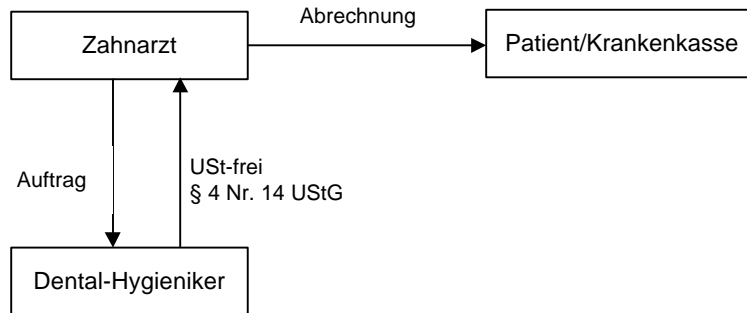 Abrechnung
Zahnarzt
Patient/Krankenkasse
Auftrag
USt-frei
§ 4 Nr. 14 UStG
Dental-Hygieniker